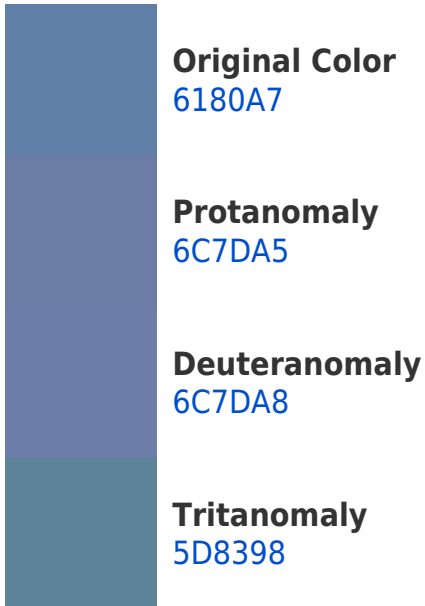 Original Color
6180A7
Protanomaly
6C7DA5
Deuteranomaly
6C7DA8
Tritanomaly
5D8398